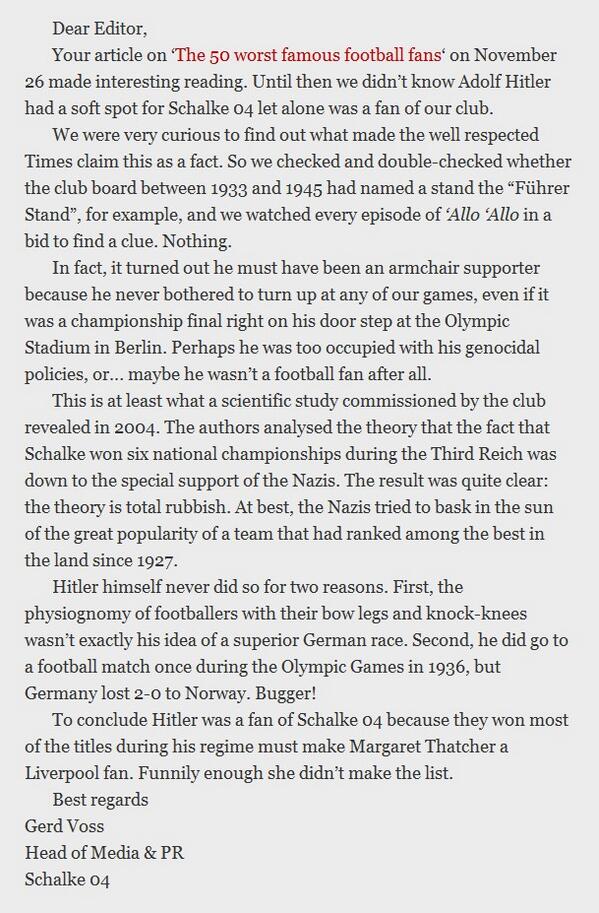 Dear Editor,
Your article on ‘The 50 worst famous football fans‘ on November
26 made interesting reading. Until then we didn’t know Adolf Hitler
had a soft spot for Schalke 04 let alone was a fan of our club.
We were very curious to find out what made the well respected
Times claim this as a fact. So we checked and double-checked whether
the club board between 1933 and 1945 had named a stand the “Führer
Stand”, for example, and we watched every episode of ‘Allo ‘Allo in a
bid to find a clue. Nothing.
In fact, it turned out he must have been an armchair supporter
because he never bothered to turn up at any of our games, even if it
was a championship final right on his door step at the Olympic
Stadium in Berlin. Perhaps he was too occupied with his genocidal
policies, or... maybe he wasn’t a football fan after all.
This is at least what a scientific study commissioned by the club
revealed in 2004. The authors analysed the theory that the fact that
Schalke won six national championships during the Third Reich was
down to the special support of the Nazis. The result was quite clear:
the theory is total rubbish. At best, the Nazis tried to bask in the sun
of the great popularity of a team that had ranked among the best in
the land since 1927.
Hitler himself never did so for two reasons. First, the
physiognomy of footballers with their bow legs and knock-knees
wasn’t exactly his idea of a superior German race. Second, he did go to
a football match once during the Olympic Games in 1936, but
Germany lost 2-0 to Norway. Bugger!
To conclude Hitler was a fan of Schalke 04 because they won most
of the titles during his regime must make Margaret Thatcher a
Liverpool fan. Funnily enough she didn’t make the list.
Best regards
Gerd Voss
Head of Media & PR
Schalke 04